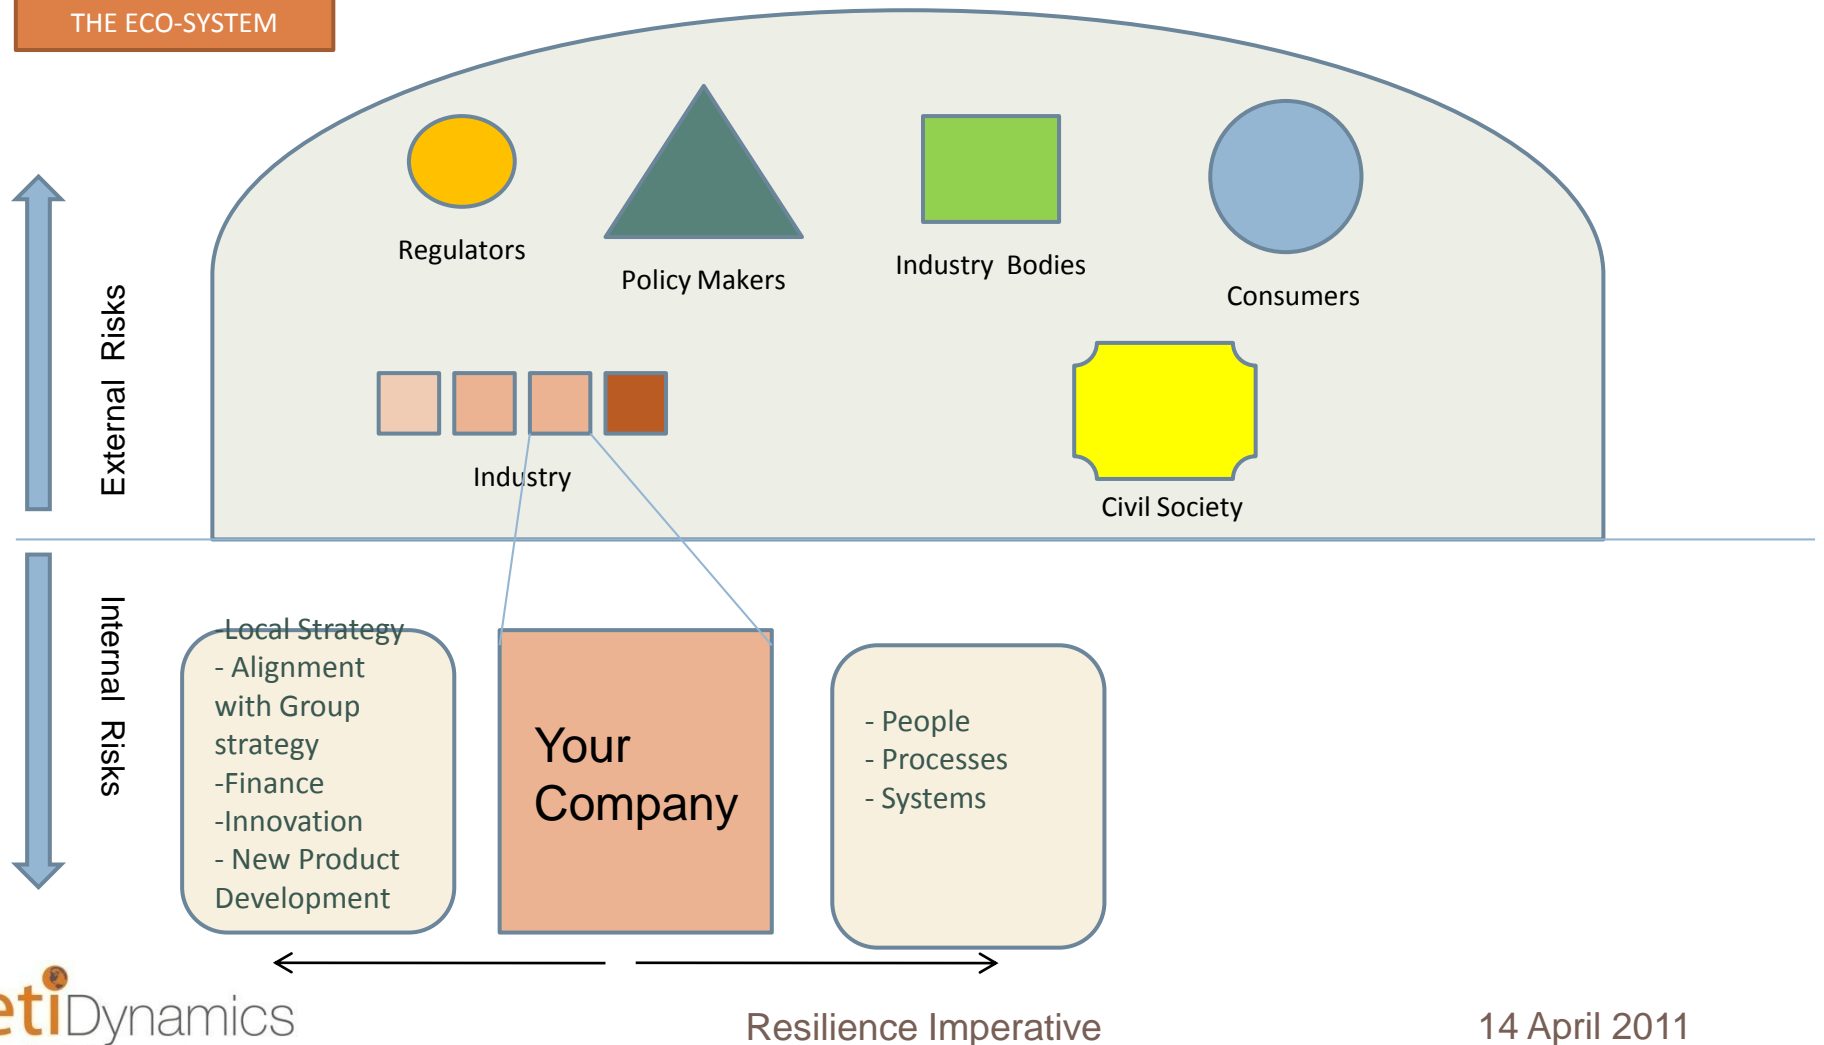 THE ECO-SYSTEM
Regulators
Policy Makers
Industry Bodies
Consumers
External Risks
Industry
Civil Society
Internal Risks
-Local Strategy
- Alignment
with Group
strategy
-Finance
-Innovation
- New Product
Development
Your
Company
- People
- Processes
- Systems
etiDynamics
Resilience Imperative
14 April 2011